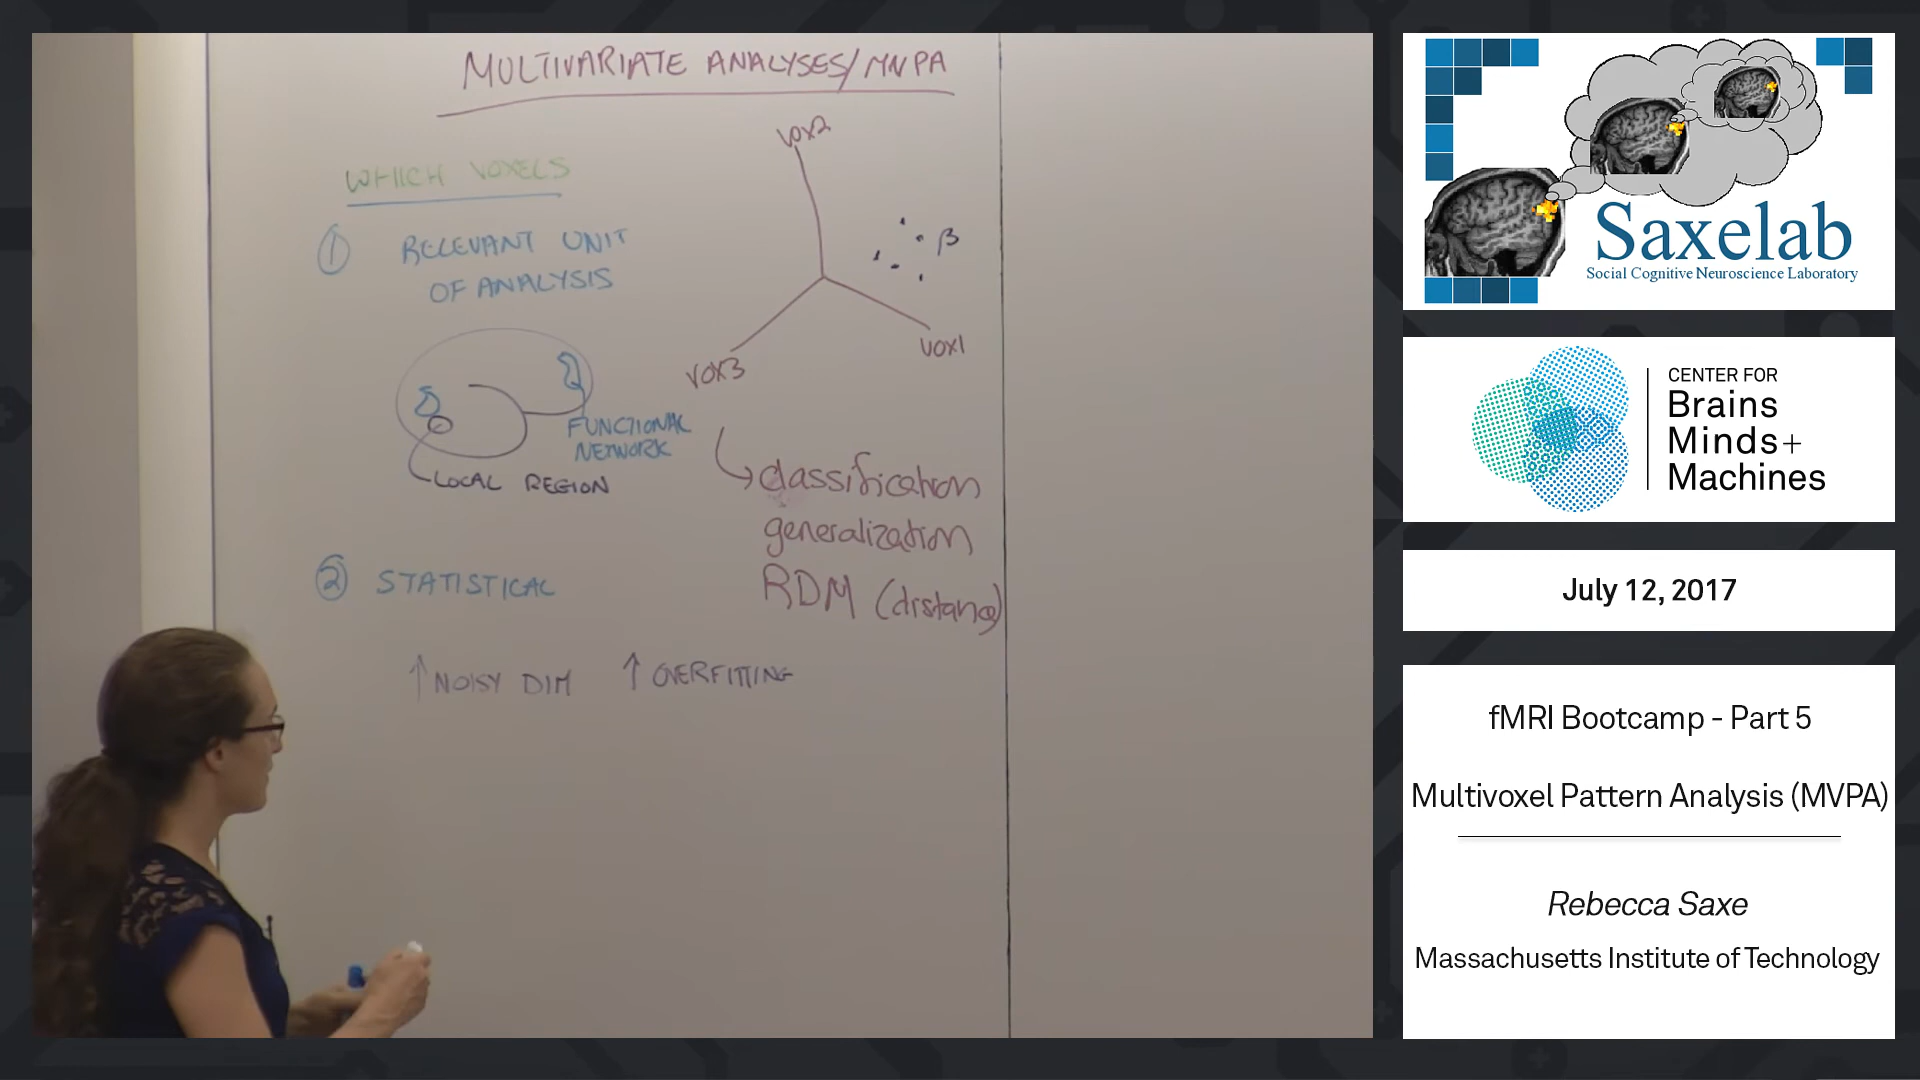 MULTIVARIATE ANALYSES/MVPA
WHICH VOXELS
① RELEVANT UNIT
OF ANALYSIS
FUNCTIONAL
NETWORK
LOCAL REGION
② STATISTICAL
↑ NOISY DIM ↑ OVERFITTING
VOX2
β
VOX1
VOX3
classification
generalization
RDM (distance)
Saxelab
Social Cognitive Neuroscience Laboratory
CENTER FOR
Brains
Minds+
Machines
July 12, 2017
fMRI Bootcamp - Part 5
Multivoxel Pattern Analysis (MVPA)
Rebecca Saxe
Massachusetts Institute of Technology